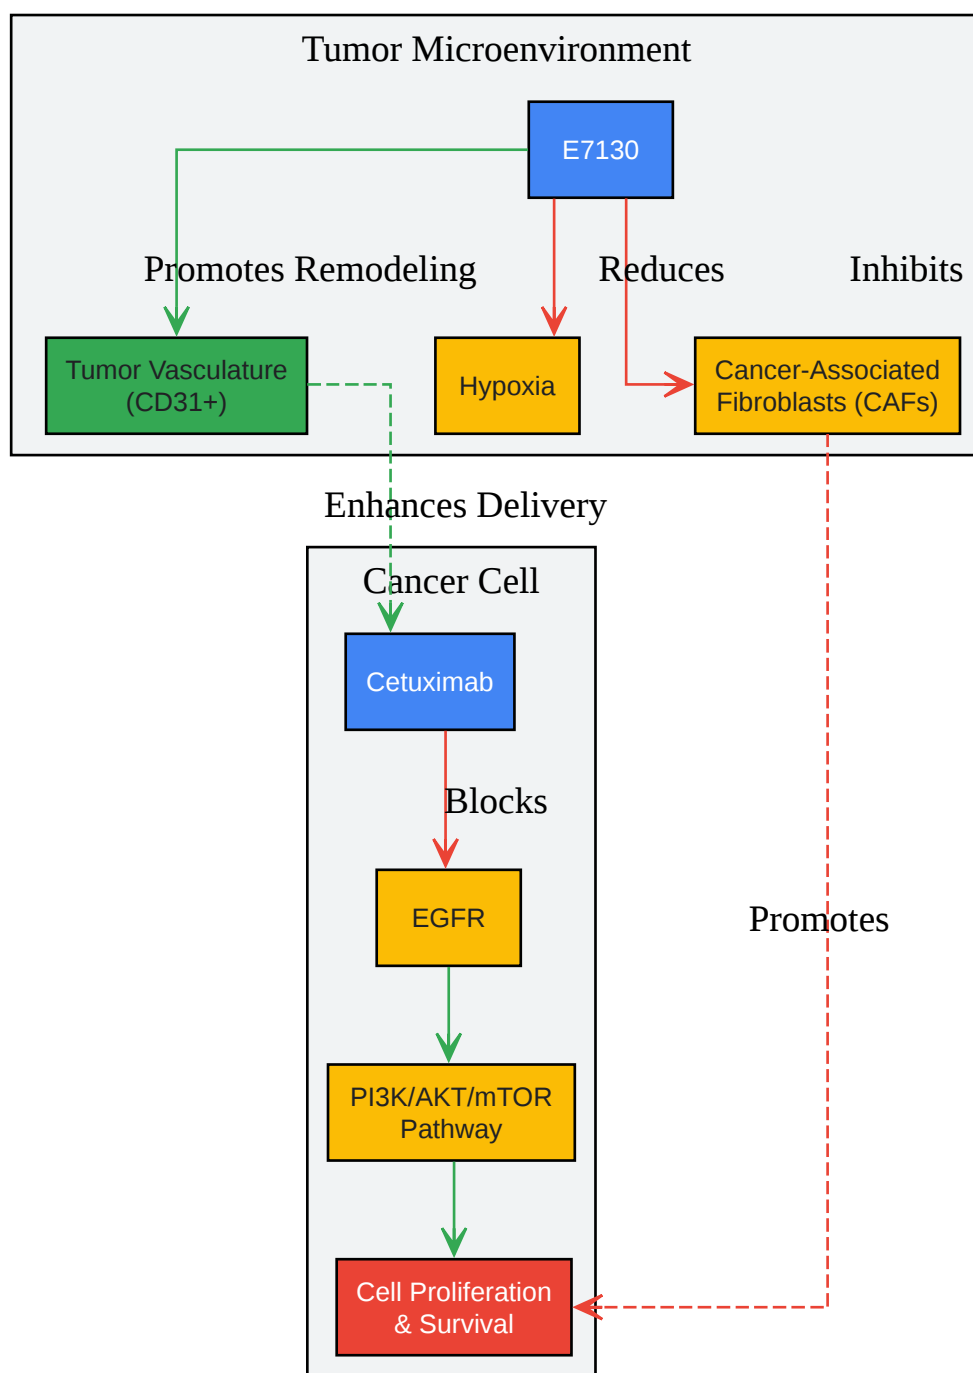 Tumor Microenvironment
E7130
Promotes Remodeling
Reduces
Inhibits
Tumor Vasculature
(CD31+)
Hypoxia
Cancer-Associated
Fibroblasts (CAFs)
Enhances Delivery
Cancer Cell
Cetuximab
Blocks
EGFR
Promotes
PI3K/AKT/mTOR
Pathway
Cell Proliferation
& Survival